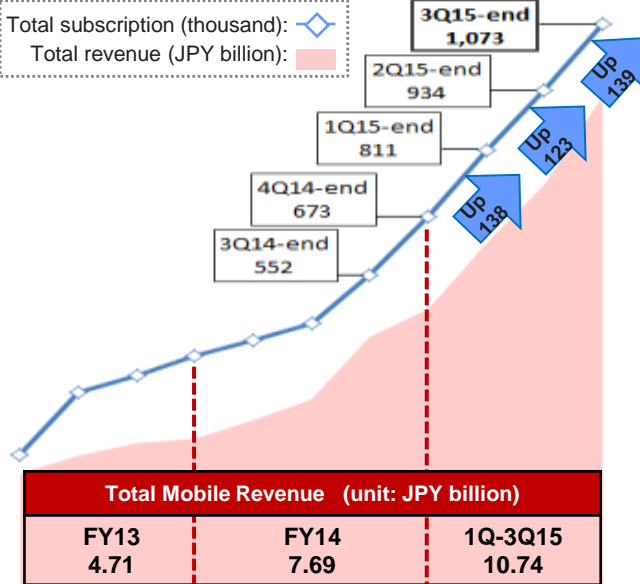 Total subscription (thousand):
Total revenue (JPY billion):
3Q15-end
1,073
2Q15-end
934
1Q15-end
811
4Q14-end
673
3Q14-end
552
Up
139
Up
123
Up
138
Total Mobile Revenue (unit: JPY billion)
FY13 FY14 1Q-3Q15
4.71 7.69 10.74